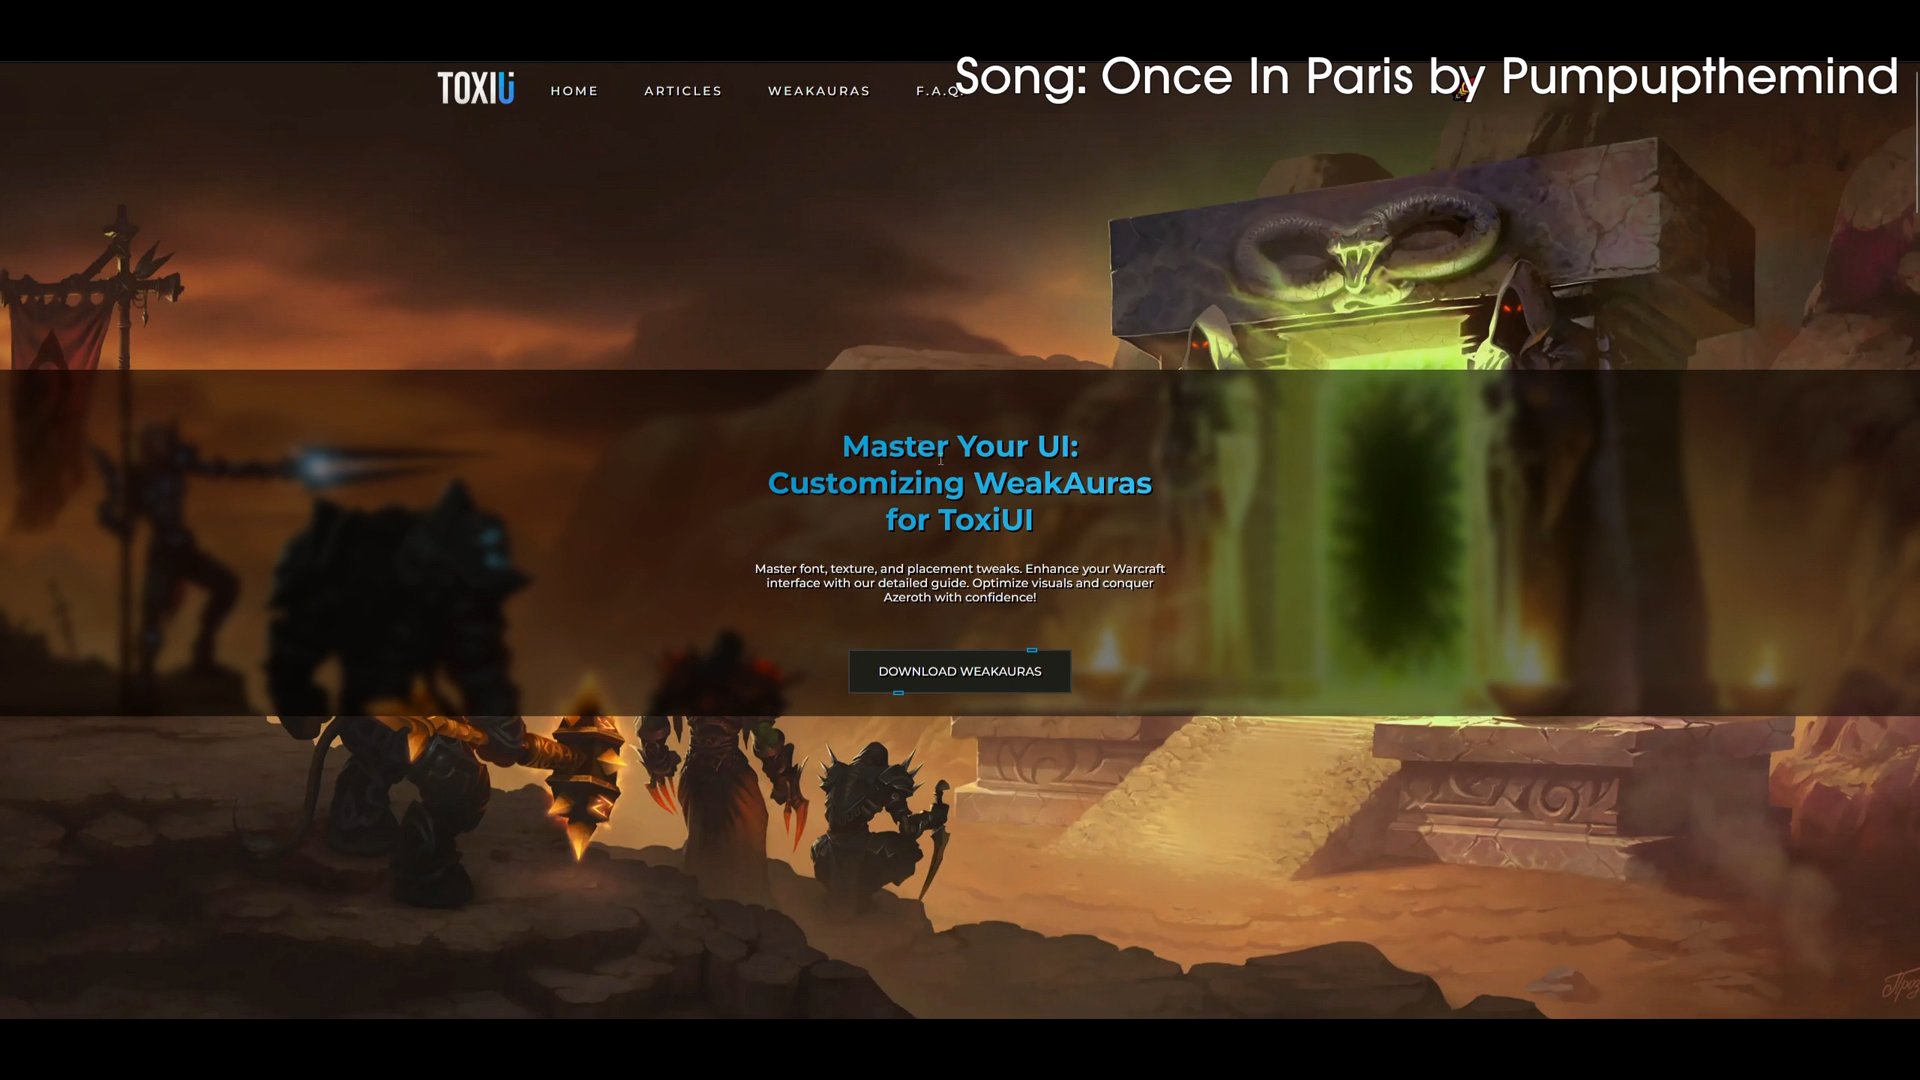 TOXIUi
HOME
ARTICLES
WEAKAURAS
F.A.Q.
Song: Once In Paris by Pumpupthemind
Master Your UI:
Customizing WeakAuras
for ToxiUI
Master font, texture, and placement tweaks. Enhance your Warcraft
interface with our detailed guide. Optimize visuals and conquer
Azeroth with confidence!
DOWNLOAD WEAKAURAS